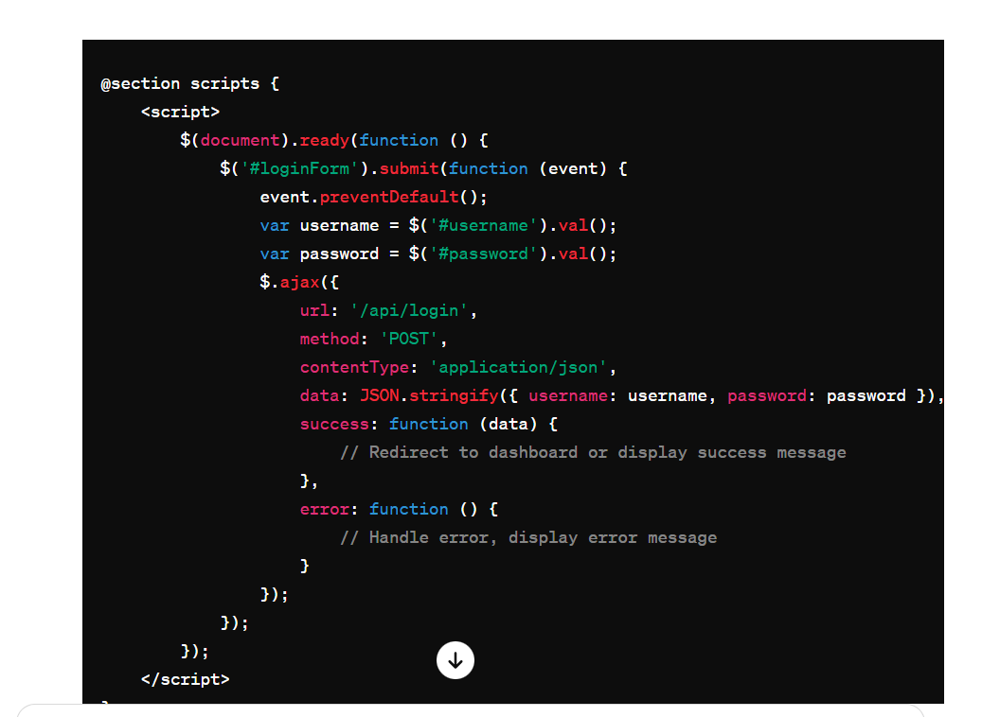 @section scripts {
<script>
$(document).ready(function () {
$('#loginForm').submit(function (event) {
event.preventDefault();
var username = $('#username').val();
var password = $('#password').val();
$.ajax({
url: '/api/login',
method: 'POST',
contentType: 'application/json',
data: JSON.stringify({ username: username, password: password }),
success: function (data) {
// Redirect to dashboard or display success message
},
error: function () {
// Handle error, display error message
}
});
});
});
</script>
}